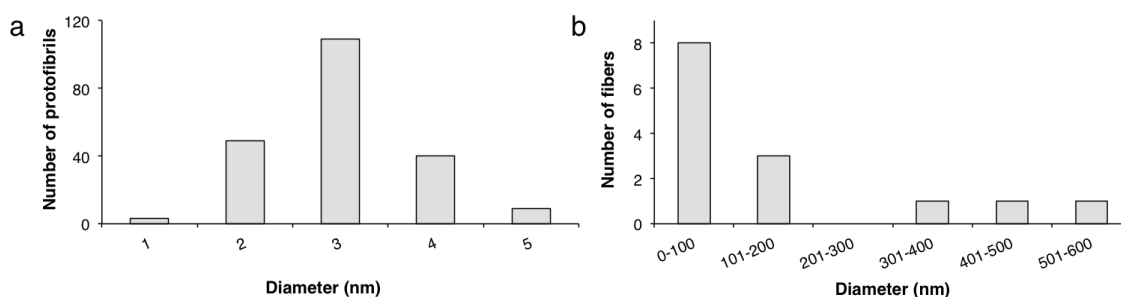 a
Number of protofibrils
120
80
40
0
1 2 3 4 5
Diameter (nm)
b
Number of fibers
8
6
4
2
0
0-100 101-200 201-300 301-400 401-500 501-600
Diameter (nm)